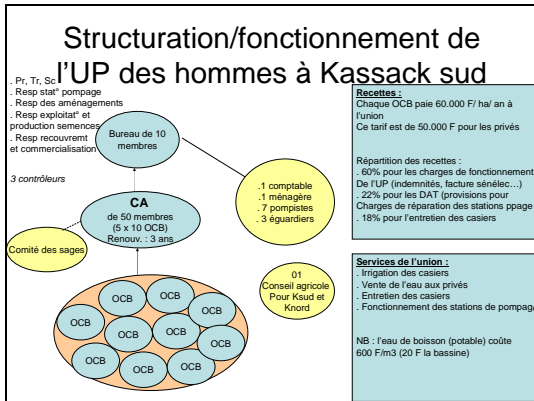 Structuration/fonctionnement de
l'UP des hommes à Kassack sud
. Pr, Tr, Sc
. Resp stat° pompage
. Resp des aménagements
. Resp exploitat° et
production semences
. Resp recouvremt
et commercialisation
3 contrôleurs
Bureau de 10
membres
CA
de 50 membres
(5 x 10 OCB)
Renouv. : 3 ans
Comité des sages
.1 comptable
.1 ménagère
. 7 pompistes
. 3 éguardiers
01
Conseil agricole
Pour Ksud et
Knord
OCB
OCB
OCB
OCB
OCB
OCB
OCB
OCB
OCB
OCB
Recettes :
Chaque OCB paie 60.000 F/ ha/ an à
l'union
Ce tarif est de 50.000 F pour les privés
Répartition des recettes :
. 60% pour les charges de fonctionnement
De l'UP (indemnités, facture sénélec…)
. 22% pour les DAT (provisions pour
Charges de réparation des stations ppage
. 18% pour l'entretien des casiers
Services de l'union :
. Irrigation des casiers
. Vente de l'eau aux privés
. Entretien des casiers
. Fonctionnement des stations de pompag
NB : l'eau de boisson (potable) coûte
600 F/m3 (20 F la bassine)